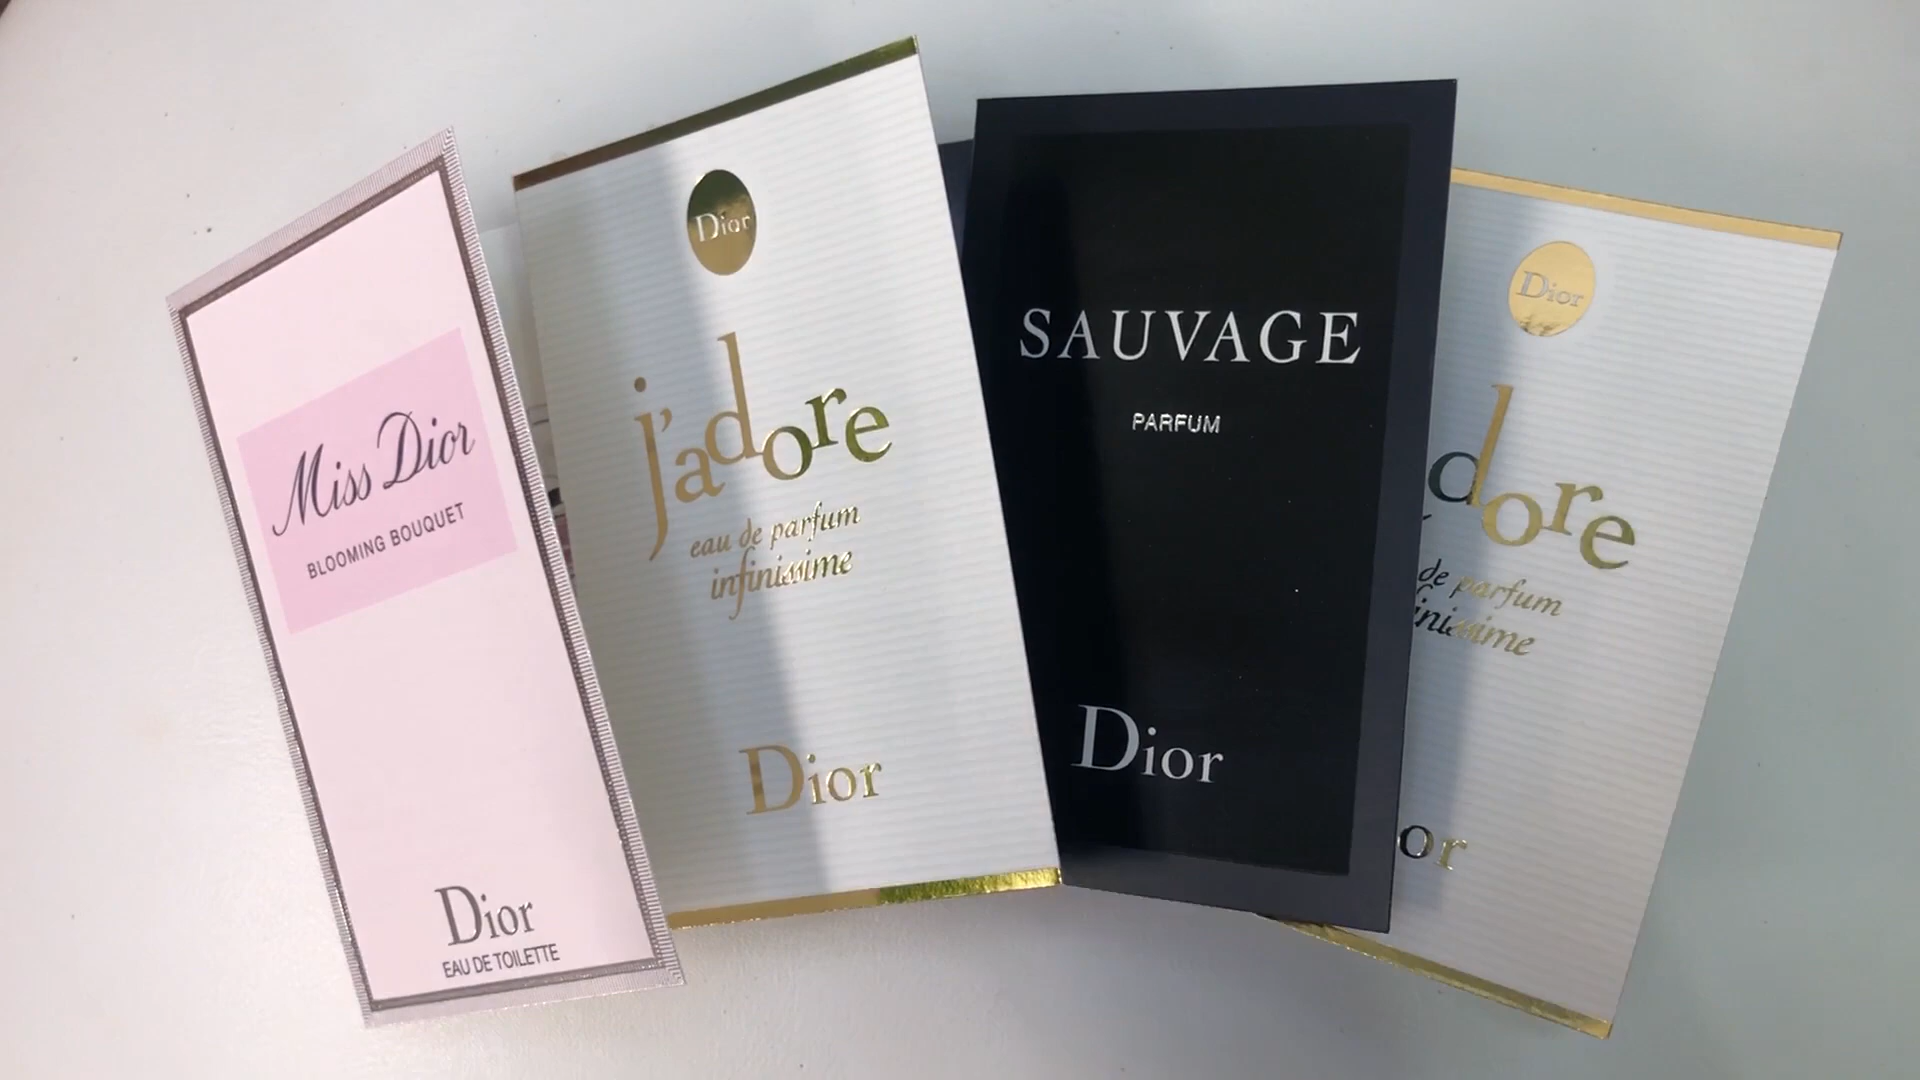 Miss Dior
BLOOMING BOUQUET
Dior
EAU DE TOILETTE
Dior
j'adore
eau de parfum
infinissime
Dior
SAUVAGE
PARFUM
Dior
Dior
dore
de parfum
inissime
or